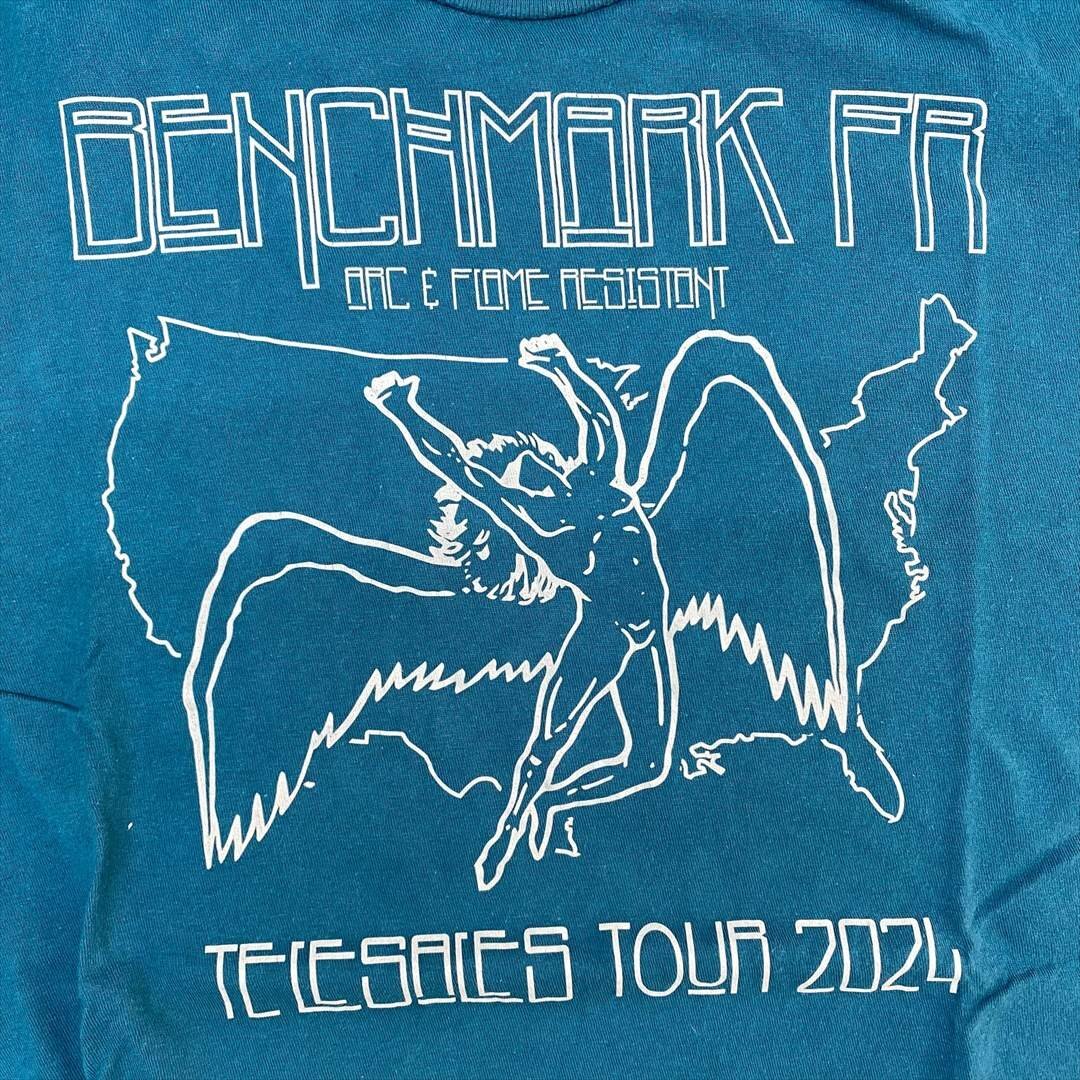 BENCHMARK FR
ARC & FLAME RESISTANT
TELESALES TOUR 2024